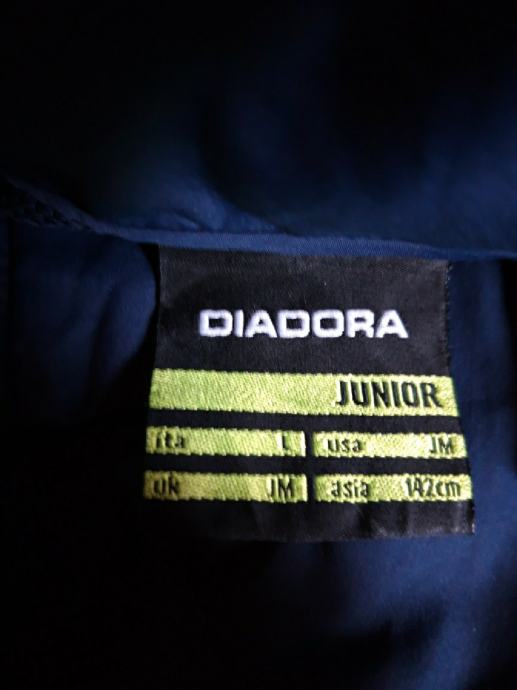 DIADORA
JUNIOR
ita L usa JM
uk JM asia 142cm